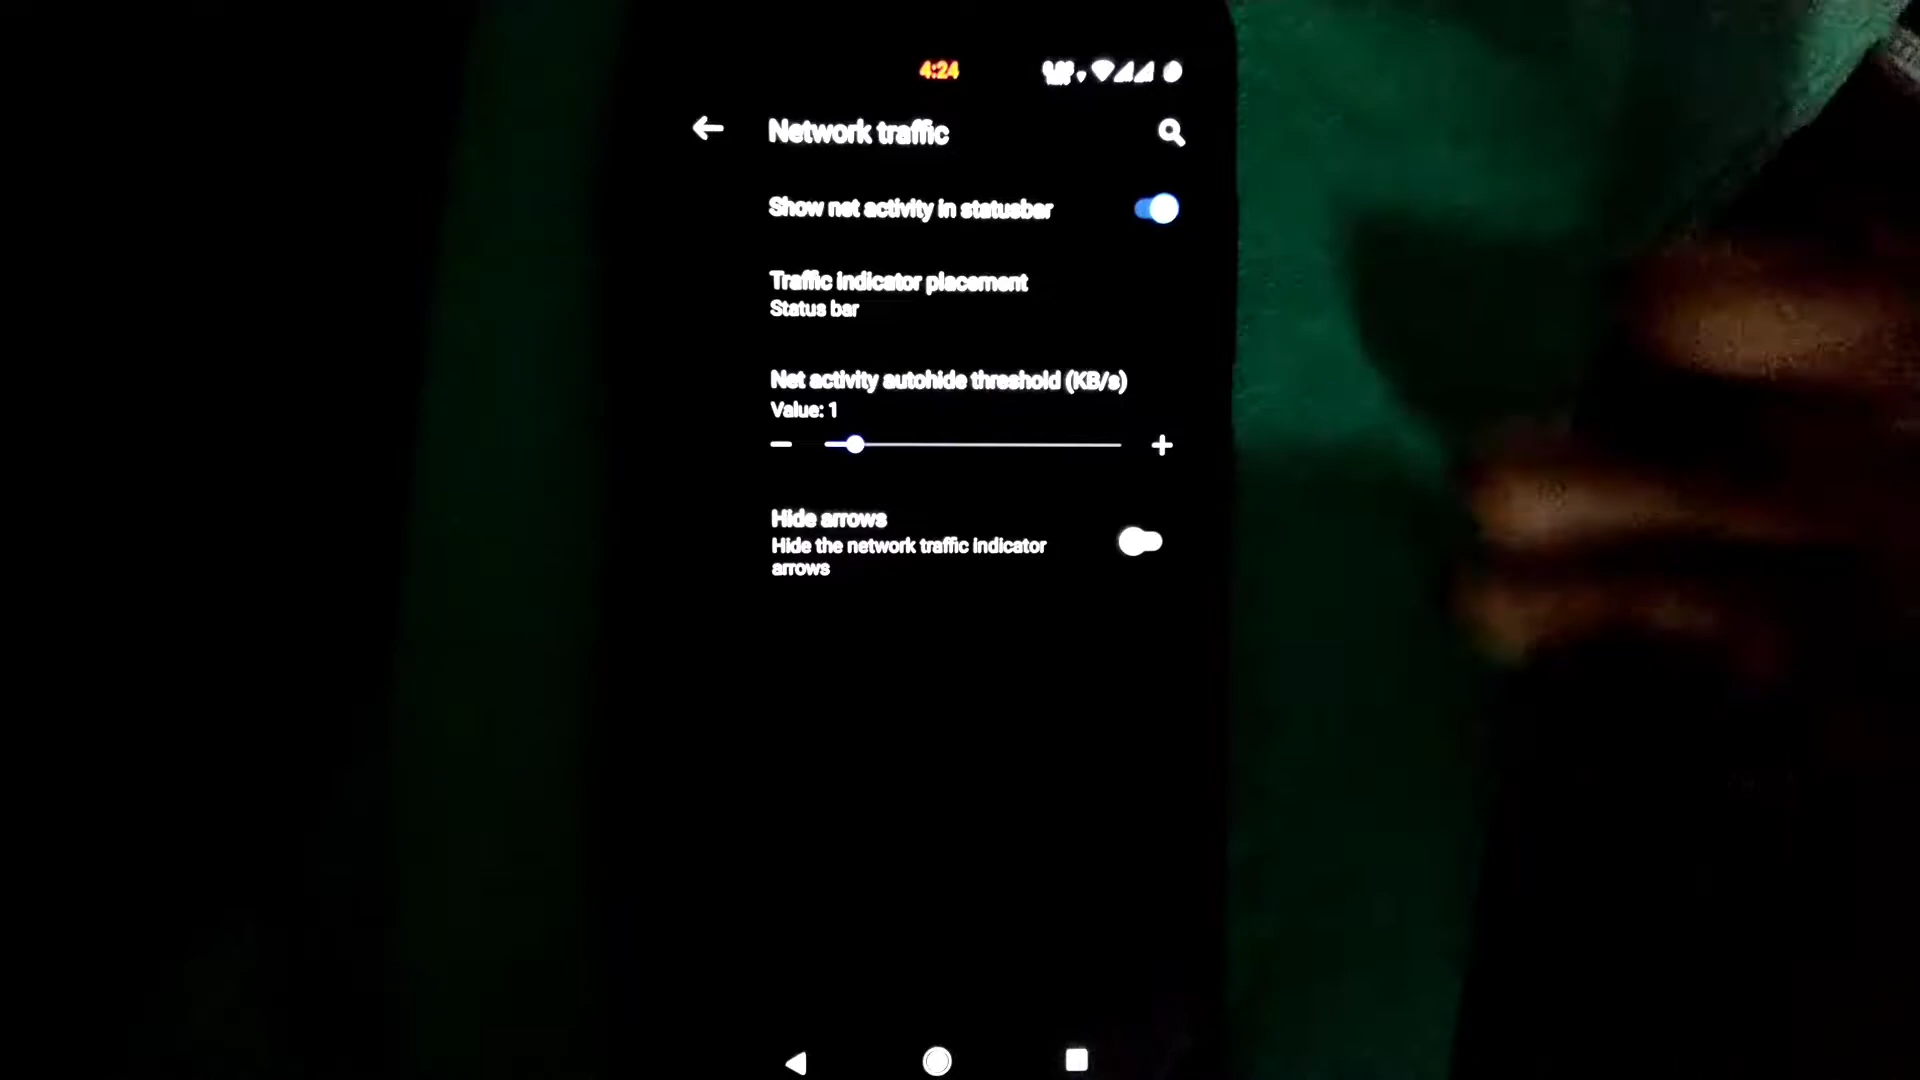 4:24
Network traffic
Show net activity in statusbar
Traffic indicator placement
Status bar
Net activity autohide threshold (KB/s)
Value: 1
Hide arrows
Hide the network traffic indicator
arrows